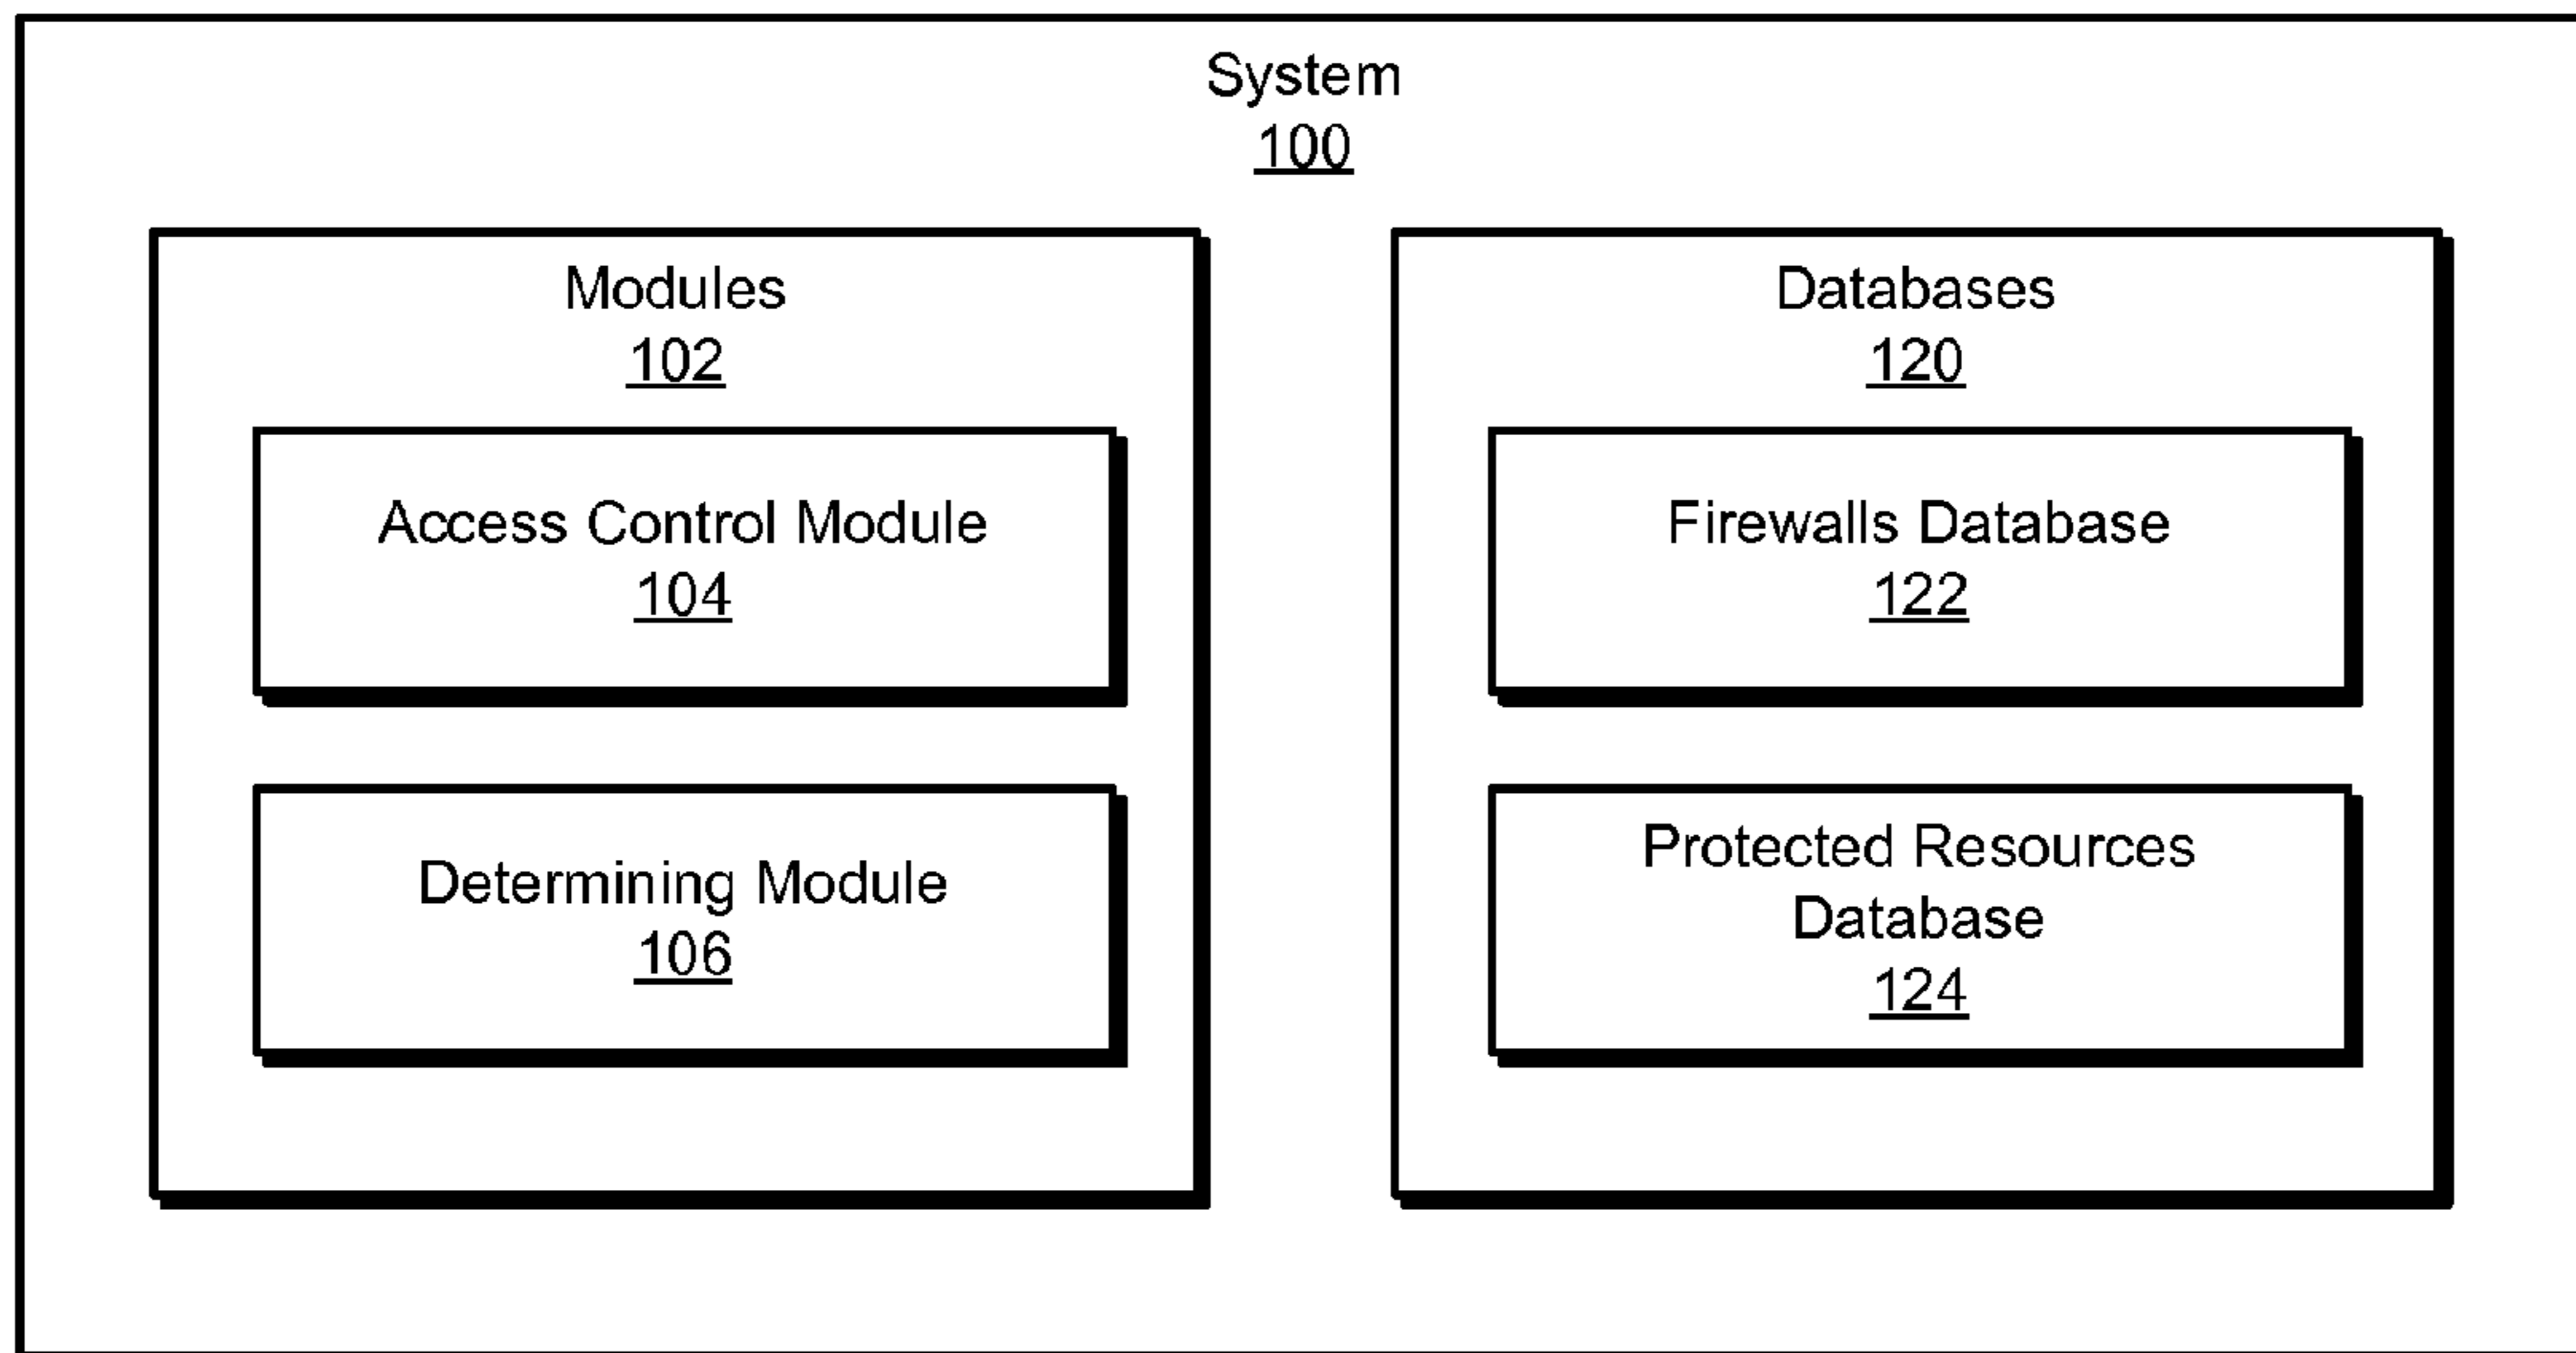 System
100
Modules
102
Access Control Module
104
Determining Module
106
Databases
120
Firewalls Database
122
Protected Resources
Database
124